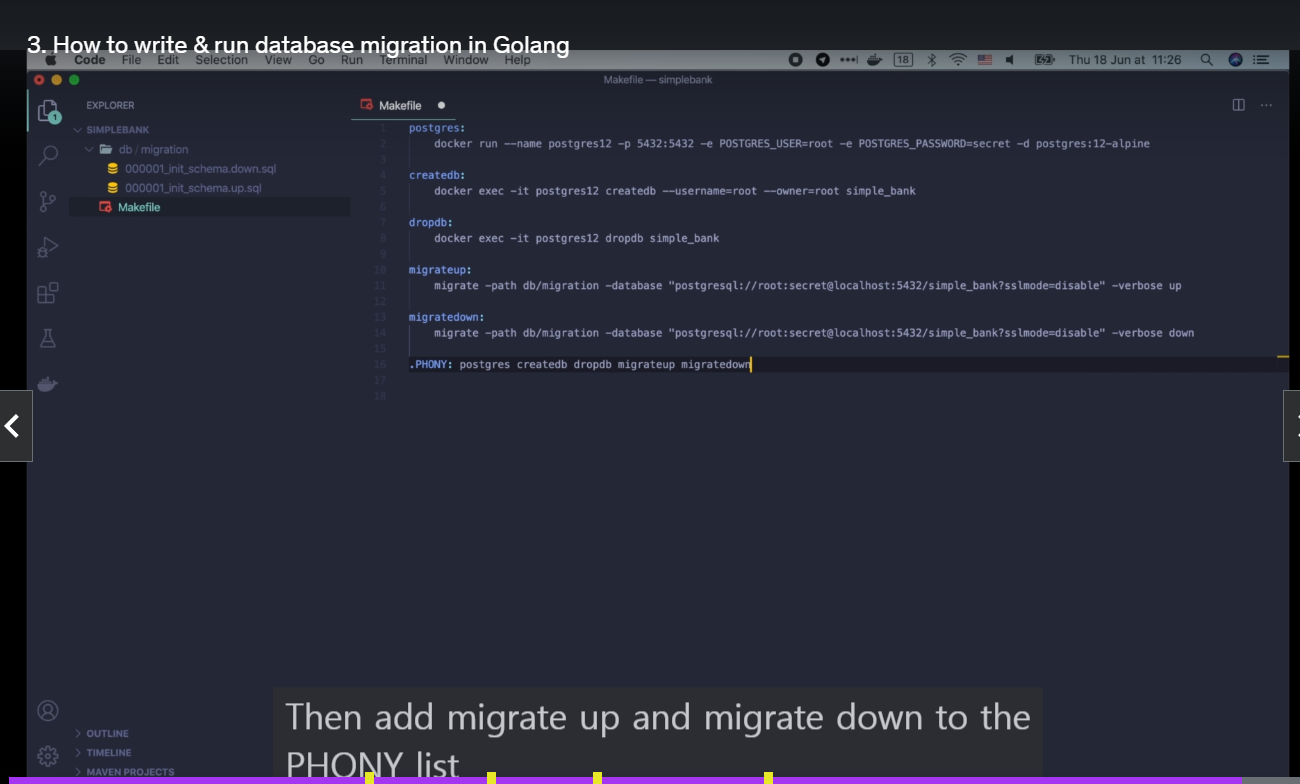 3. How to write & run database migration in Golang
Code File Edit Selection View Go Run Terminal Window Help
18
Thu 18 Jun at 11:26
Makefile — simplebank
EXPLORER
SIMPLEBANK
db / migration
000001_init_schema.down.sql
000001_init_schema.up.sql
Makefile
1
Makefile
1 postgres:
2 docker run --name postgres12 -p 5432:5432 -e POSTGRES_USER=root -e POSTGRES_PASSWORD=secret -d postgres:12-alpine
3
4 createdb:
5 docker exec -it postgres12 createdb --username=root --owner=root simple_bank
6
7 dropdb:
8 docker exec -it postgres12 dropdb simple_bank
9
10 migrateup:
11 migrate -path db/migration -database "postgresql://root:secret@localhost:5432/simple_bank?sslmode=disable" -verbose up
12
13 migratedown:
14 migrate -path db/migration -database "postgresql://root:secret@localhost:5432/simple_bank?sslmode=disable" -verbose down
15
16 .PHONY: postgres createdb dropdb migrateup migratedown
17
18
OUTLINE
TIMELINE
MAVEN PROJECTS
Then add migrate up and migrate down to the
PHONY list